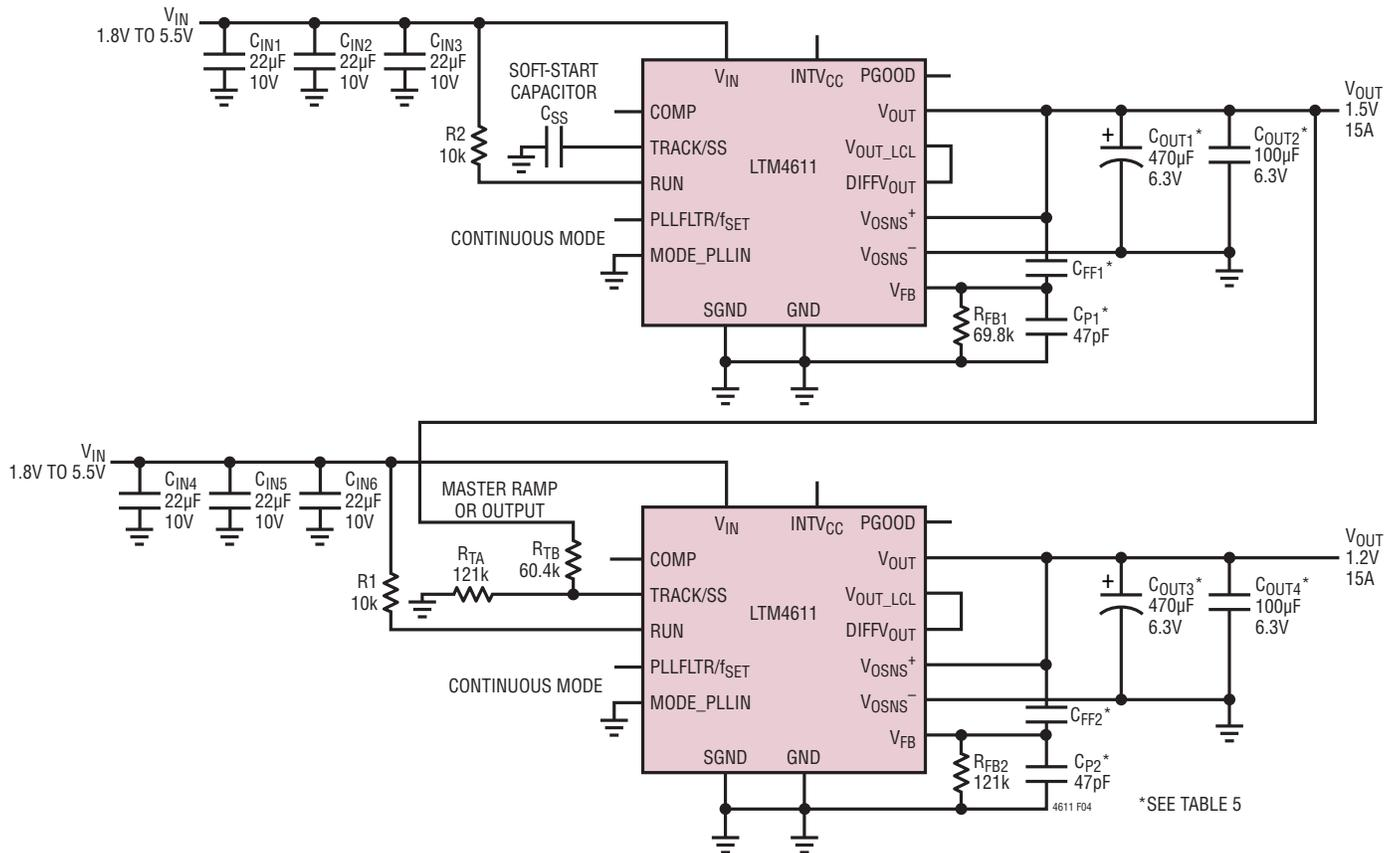 VIN
1.8V TO 5.5V
CIN1
22µF
10V
CIN2
22µF
10V
CIN3
22µF
10V
R2
10k
SOFT-START
CAPACITOR
CSS
CONTINUOUS MODE
VIN
INTVCC
PGOOD
COMP
TRACK/SS
RUN
PLLFLTR/fSET
MODE_PLLIN
LTM4611
VOUT
VOUT_LCL
DIFFVOUT
VOSNS+
VOSNS−
VFB
SGND
GND
RFB1
69.8k
CFF1*
CP1*
47pF
+
COUT1*
470µF
6.3V
COUT2*
100µF
6.3V
VOUT
1.5V
15A
VIN
1.8V TO 5.5V
CIN4
22µF
10V
CIN5
22µF
10V
CIN6
22µF
10V
R1
10k
MASTER RAMP
OR OUTPUT
RTA
121k
RTB
60.4k
CONTINUOUS MODE
VIN
INTVCC
PGOOD
COMP
TRACK/SS
RUN
PLLFLTR/fSET
MODE_PLLIN
LTM4611
VOUT
VOUT_LCL
DIFFVOUT
VOSNS+
VOSNS−
VFB
SGND
GND
RFB2
121k
CFF2*
CP2*
47pF
+
COUT3*
470µF
6.3V
COUT4*
100µF
6.3V
VOUT
1.2V
15A
4611 F04
*SEE TABLE 5